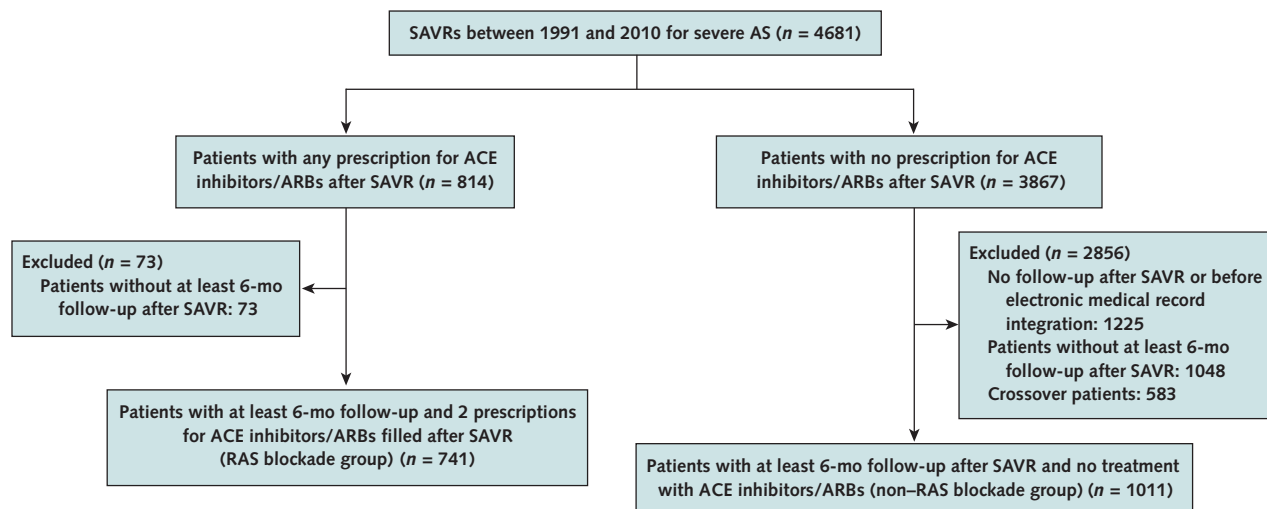 SAVRs between 1991 and 2010 for severe AS (n = 4681)
Patients with any prescription for ACE
inhibitors/ARBs after SAVR (n = 814)
Patients with no prescription for ACE
inhibitors/ARBs after SAVR (n = 3867)
Excluded (n = 73)
Patients without at least 6-mo
follow-up after SAVR: 73
Excluded (n = 2856)
No follow-up after SAVR or before
electronic medical record
integration: 1225
Patients without at least 6-mo
follow-up after SAVR: 1048
Crossover patients: 583
Patients with at least 6-mo follow-up and 2 prescriptions
for ACE inhibitors/ARBs filled after SAVR
(RAS blockade group) (n = 741)
Patients with at least 6-mo follow-up after SAVR and no treatment
with ACE inhibitors/ARBs (non–RAS blockade group) (n = 1011)